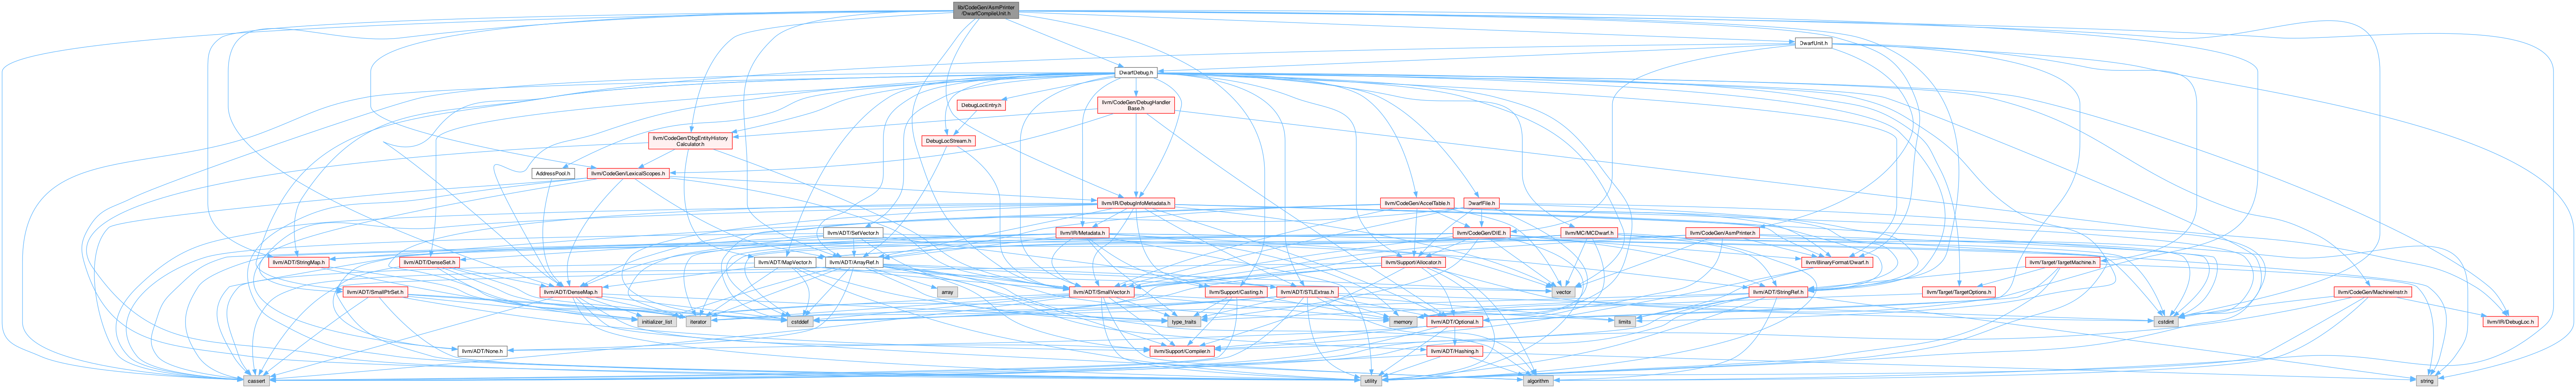 lib/CodeGen/AsmPrinter
/DwarfCompileUnit.h
DwarfUnit.h
DwarfDebug.h
DebugLocEntry.h
llvm/CodeGen/DebugHandler
Base.h
llvm/CodeGen/DbgEntityHistory
Calculator.h
DebugLocStream.h
AddressPool.h
llvm/CodeGen/LexicalScopes.h
llvm/IR/DebugInfoMetadata.h
llvm/CodeGen/AccelTable.h
DwarfFile.h
llvm/ADT/SetVector.h
llvm/IR/Metadata.h
llvm/CodeGen/DIE.h
llvm/MC/MCDwarf.h
llvm/CodeGen/AsmPrinter.h
llvm/ADT/StringMap.h
llvm/ADT/DenseSet.h
llvm/ADT/MapVector.h
llvm/ADT/ArrayRef.h
llvm/Support/Allocator.h
llvm/BinaryFormat/Dwarf.h
llvm/Target/TargetMachine.h
llvm/ADT/SmallPtrSet.h
llvm/ADT/DenseMap.h
array
llvm/ADT/SmallVector.h
llvm/Support/Casting.h
llvm/ADT/STLExtras.h
vector
llvm/ADT/StringRef.h
llvm/Target/TargetOptions.h
llvm/CodeGen/MachineInstr.h
initializer_list
iterator
cstddef
type_traits
memory
llvm/ADT/Optional.h
limits
cstdint
llvm/IR/DebugLoc.h
llvm/ADT/None.h
llvm/Support/Compiler.h
llvm/ADT/Hashing.h
cassert
utility
algorithm
string